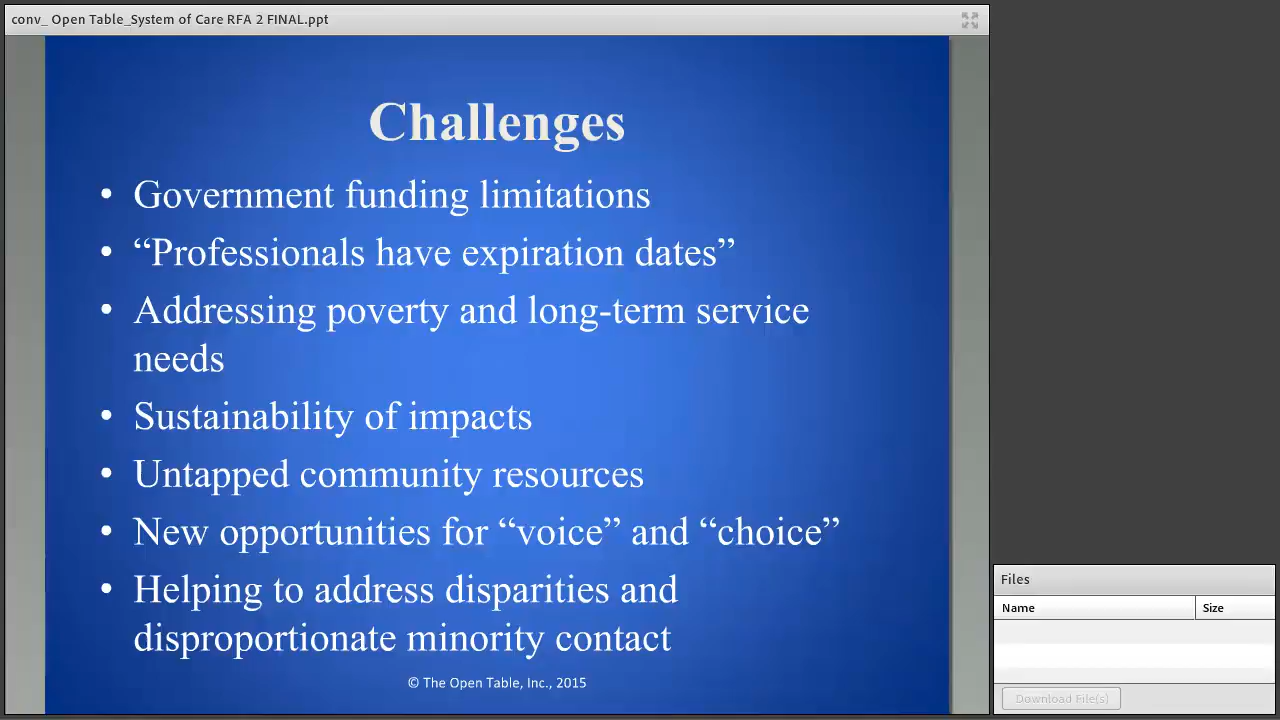 conv_ Open Table_System of Care RFA 2 FINAL.ppt
Challenges
• Government funding limitations
• “Professionals have expiration dates”
• Addressing poverty and long-term service
needs
• Sustainability of impacts
• Untapped community resources
• New opportunities for “voice” and “choice”
• Helping to address disparities and
disproportionate minority contact
© The Open Table, Inc., 2015
Files
Name Size
Download File(s)